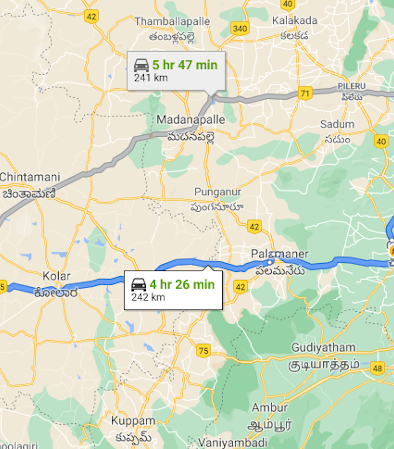 40
Thamballapalle
తంబళ్లపల్లె
42
Kalakada
కలకడ
40
5 hr 47 min
241 km
71
PILERU
పీలేరు
Madanapalle
మదనపల్లె
Sadum
సదుం
40
Chintamani
ಚಿಂತಾಮಣಿ
Punganur
పుంగనూరు
42
Palamaner
పలమనేరు
Kolar
ಕೋಲಾರ
4 hr 26 min
242 km
42
75
Gudiyatham
குடியாத்தம்
48
Kuppam
కుప్పం
Ambur
ஆம்பூர்
Vaniyambadi